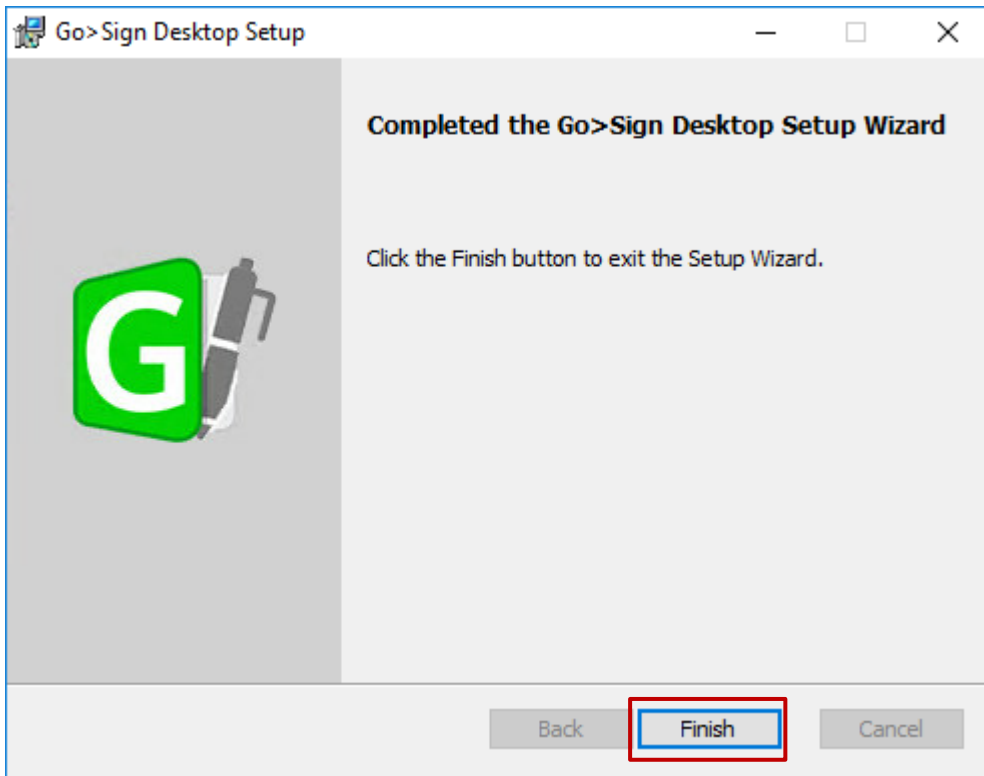 Go>Sign Desktop Setup
Completed the Go>Sign Desktop Setup Wizard
Click the Finish button to exit the Setup Wizard.
G
Back Finish Cancel